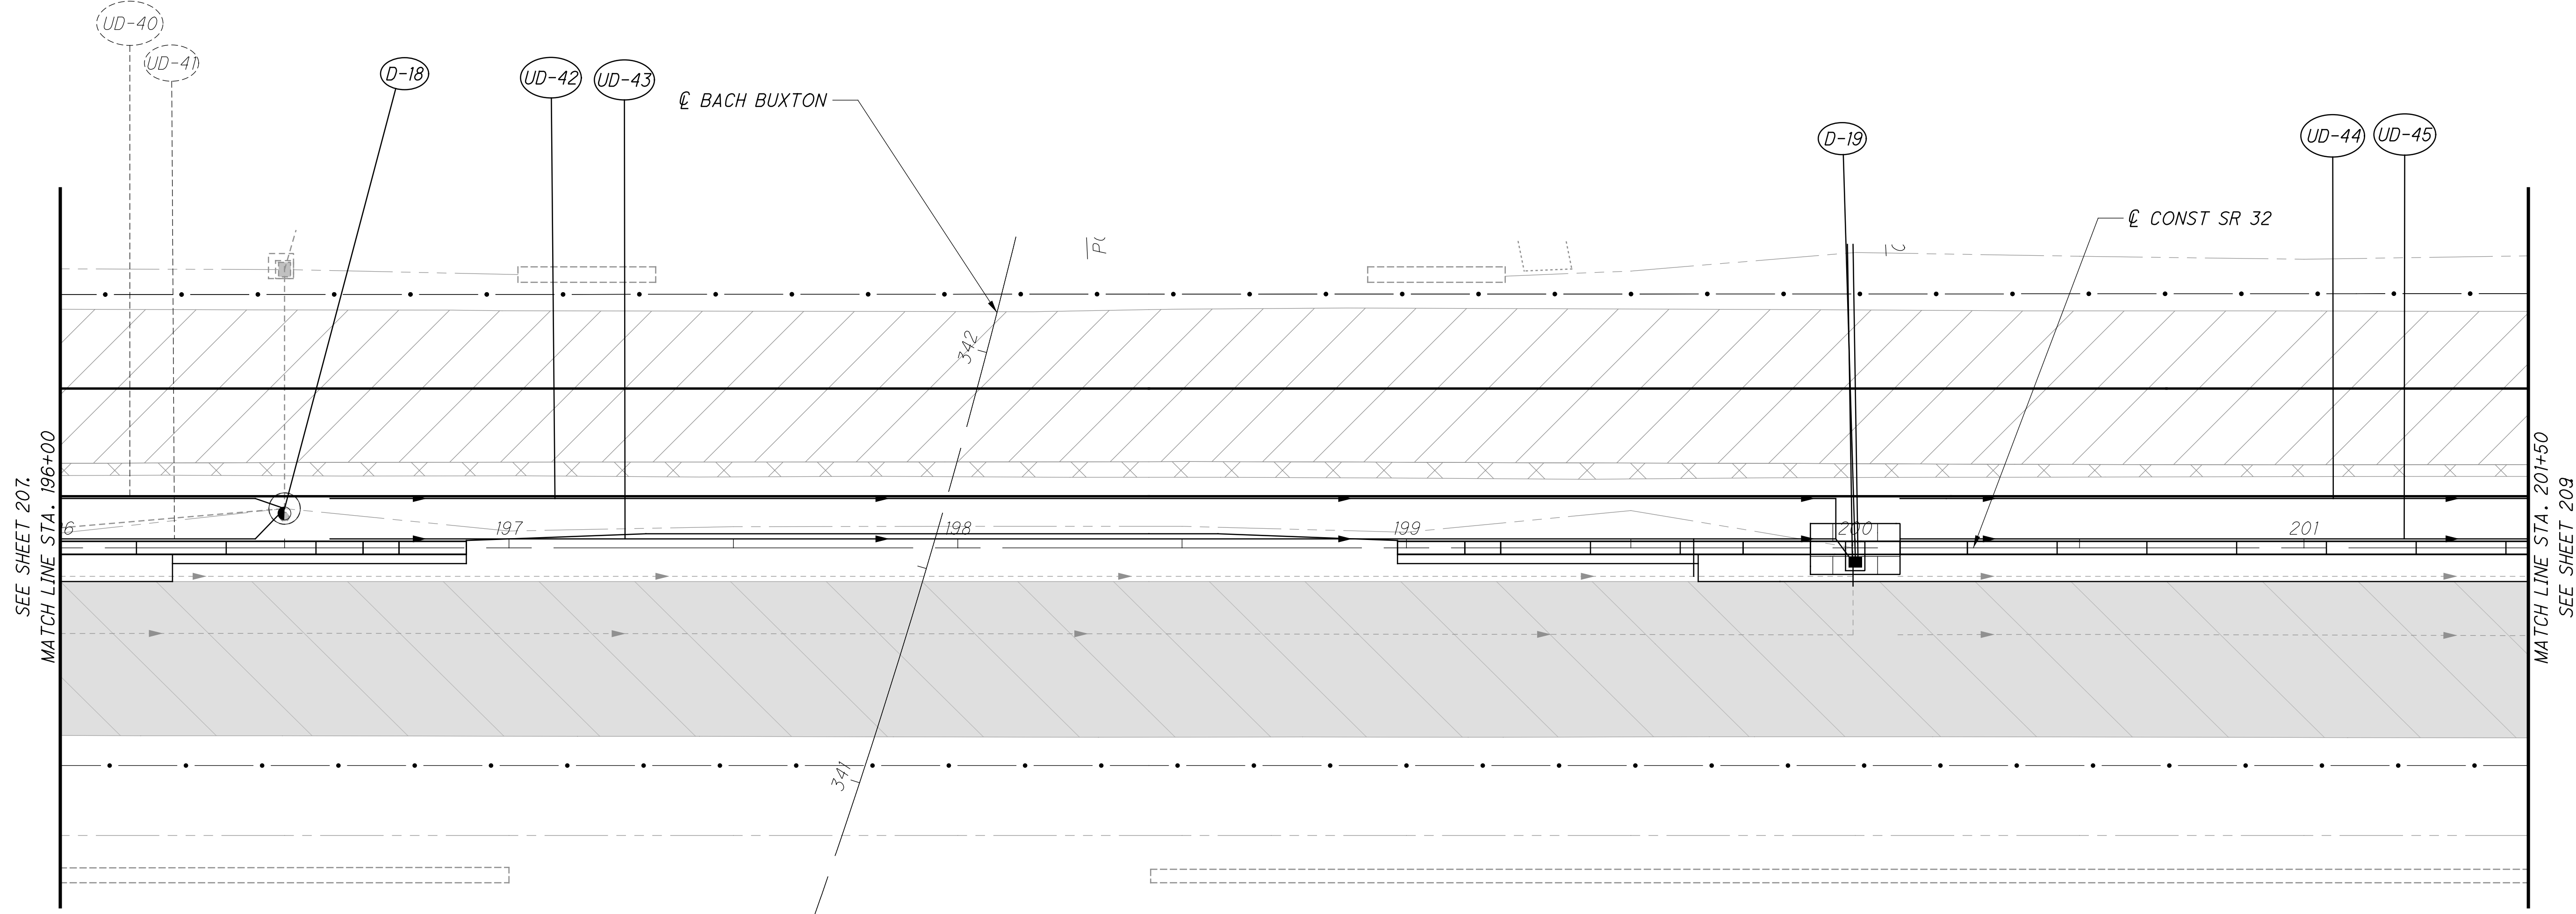 UD-40
UD-41
D-18
UD-42
UD-43
℄ BACH BUXTON
D-19
UD-44
UD-45
℄ CONST SR 32
PC
342
SEE SHEET 207.
MATCH LINE STA. 196+00
6
197
198
199
200
201
MATCH LINE STA. 201+50
SEE SHEET 209.
341